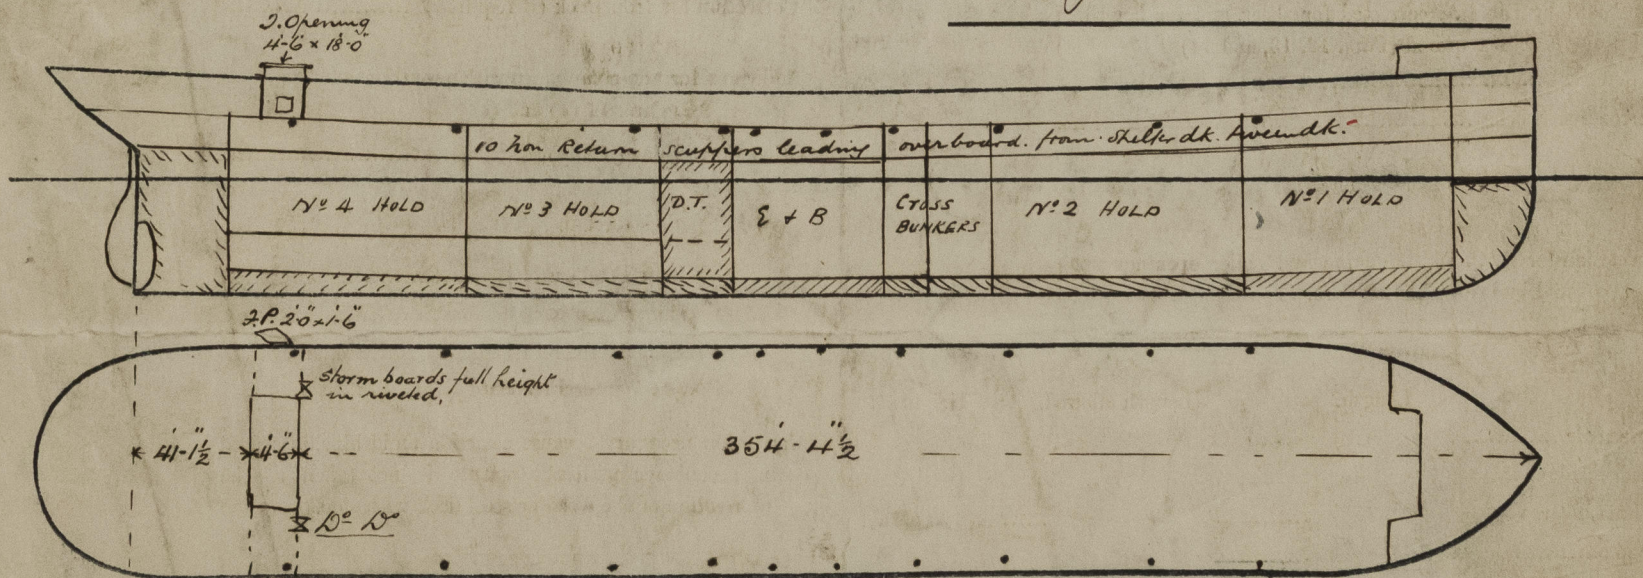 T. Opening
4'-6" x 18'-0"
10 Non Return scuppers leading overboard. from Shelter dk. tweendk.
No 4 HOLD
No 3 HOLD
D.T.
E & B
CROSS
BUNKERS
No 2 HOLD
No 1 HOLD
F.P. 2'-0" x 1'-6"
Storm boards full height
in riveted,
41'-1½"
4'-6"
354'-4½"
Do Do